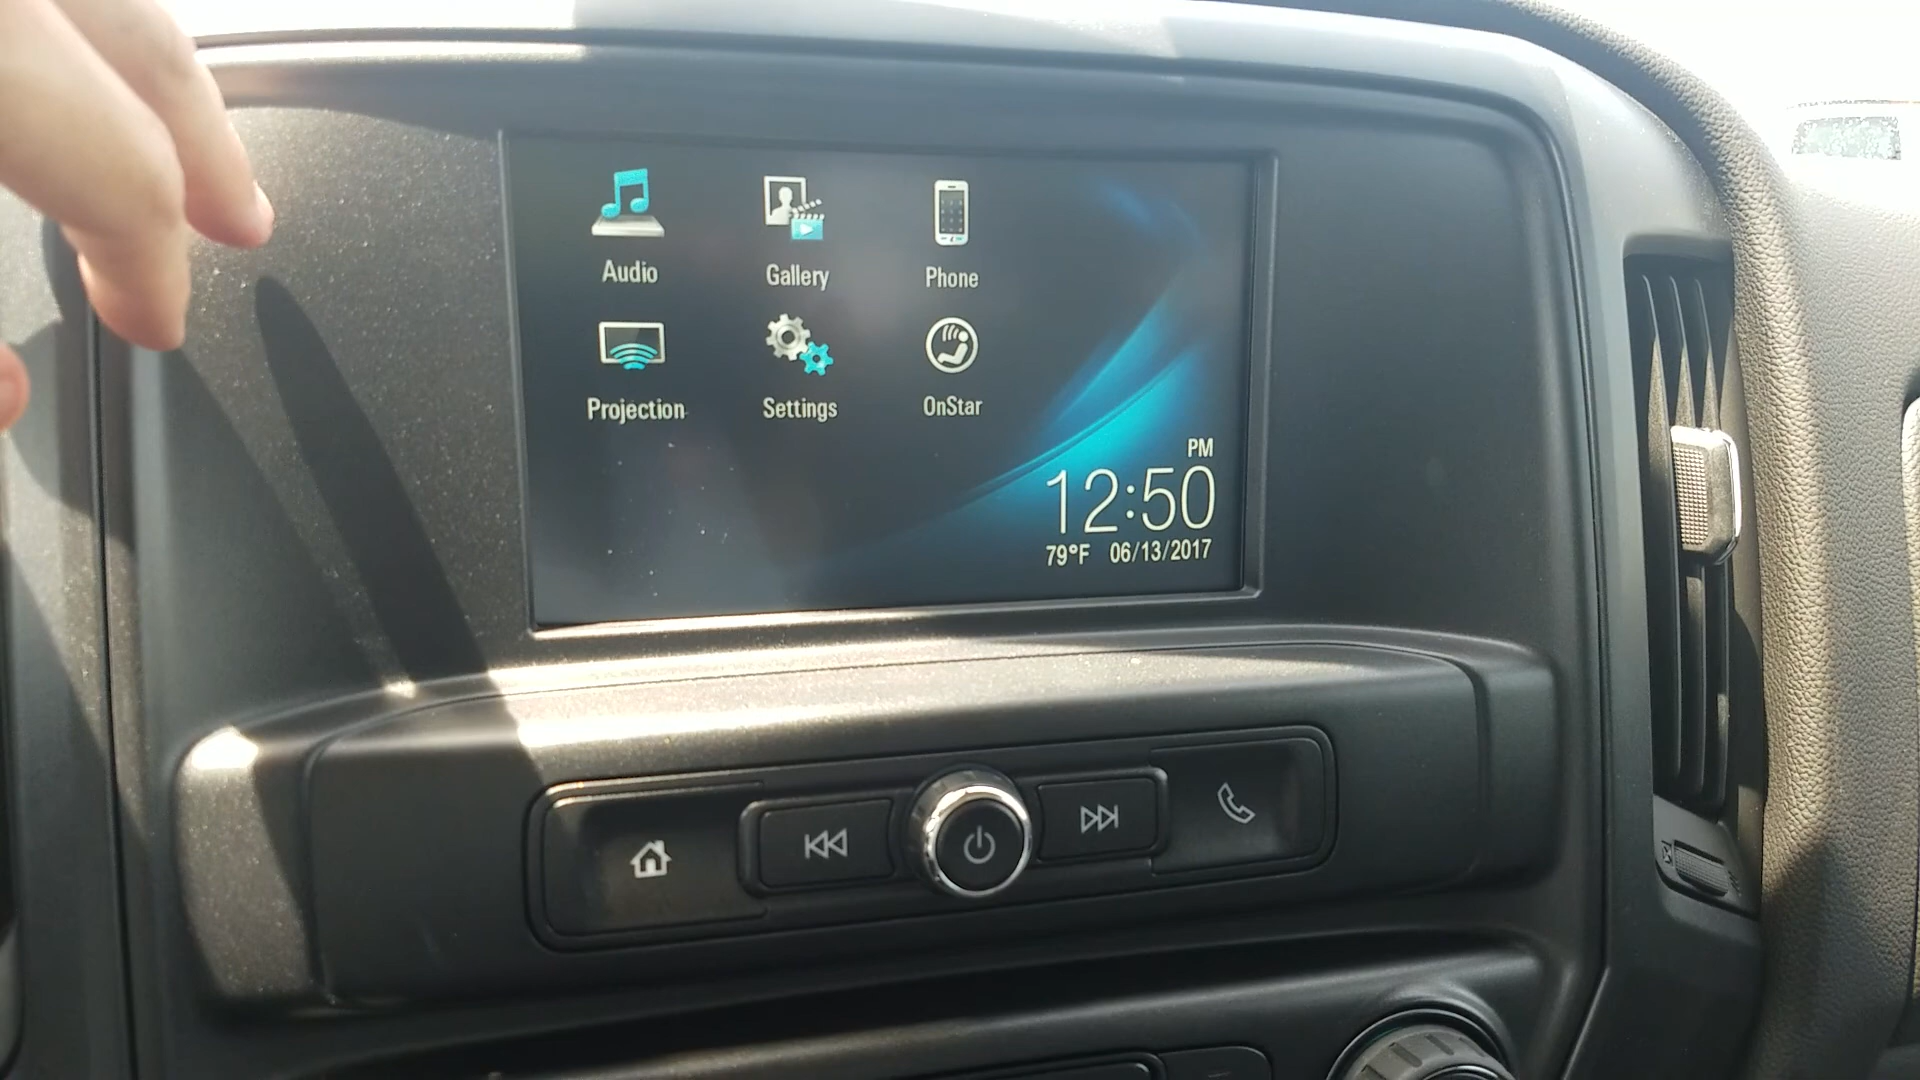 Audio Gallery Phone
Projection Settings OnStar
PM
12:50
79°F 06/13/2017